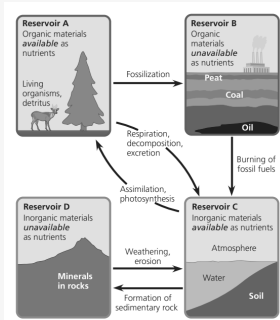 Reservoir A
Organic materials
available as
nutrients
Living
organisms,
detritus
Fossilization
Reservoir B
Organic
materials
unavailable
as nutrients
Peat
Coal
Oil
Respiration,
decomposition,
excretion
Burning of
fossil fuels
Assimilation,
photosynthesis
Reservoir D
Inorganic materials
unavailable
as nutrients
Minerals
in rocks
Weathering,
erosion
Formation of
sedimentary rock
Reservoir C
Inorganic materials
available as nutrients
Atmosphere
Water
Soil